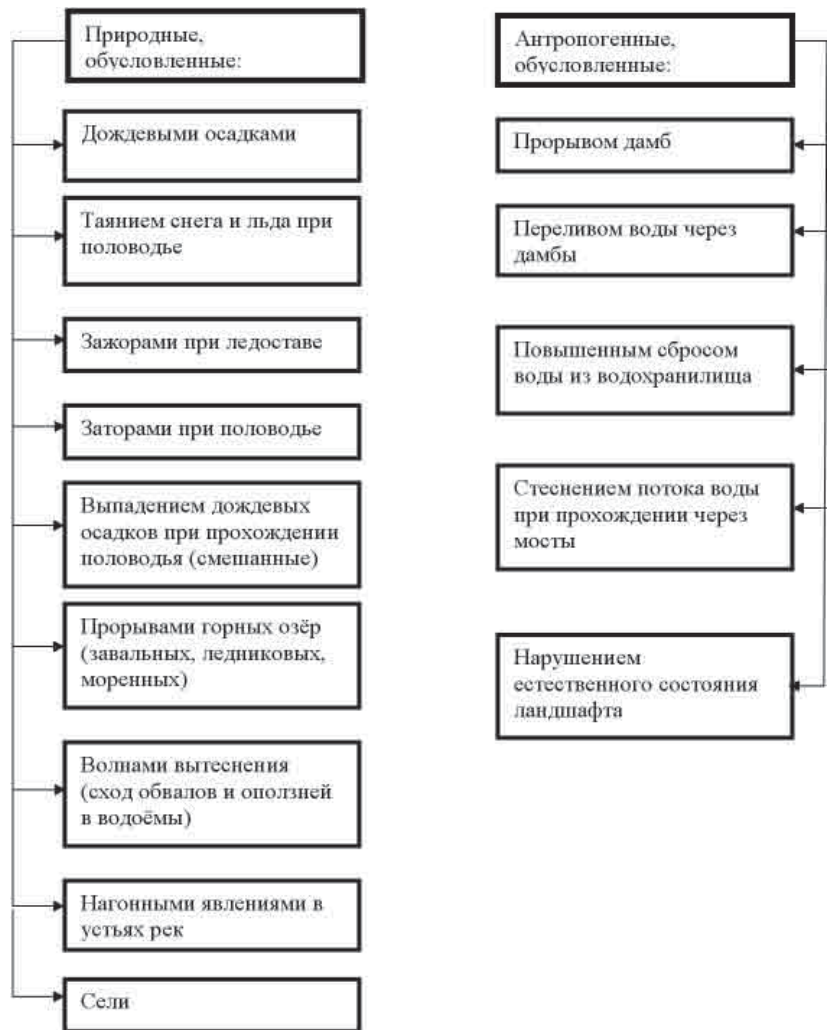 Природные,
обусловленные:
Дождевыми осадками
Таянием снега и льда при
половодье
Зажорами при ледоставе
Заторами при половодье
Выпадением дождевых
осадков при прохождении
половодья (смешанные)
Прорывами горных озёр
(завальных, ледниковых,
моренных)
Волнами вытеснения
(сход обвалов и оползней
в водоёмы)
Нагонными явлениями в
устьях рек
Сели
Антропогенные,
обусловленные:
Прорывом дамб
Переливом воды через
дамбы
Повышенным сбросом
воды из водохранилища
Стеснением потока воды
при прохождении через
мосты
Нарушением
естественного состояния
ландшафта